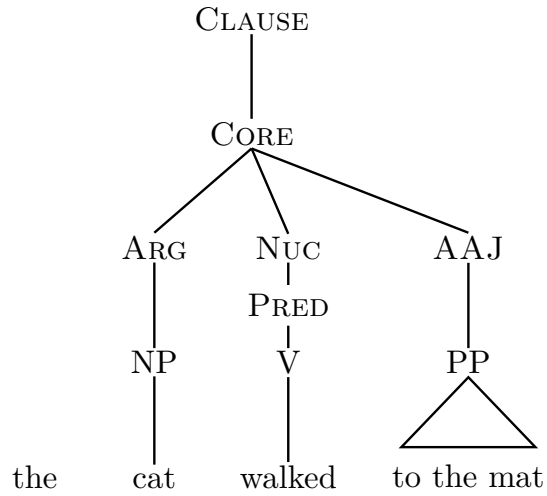 CLAUSE
CORE
ARG NUC AAJ
PRED
NP V PP
the cat walked to the mat